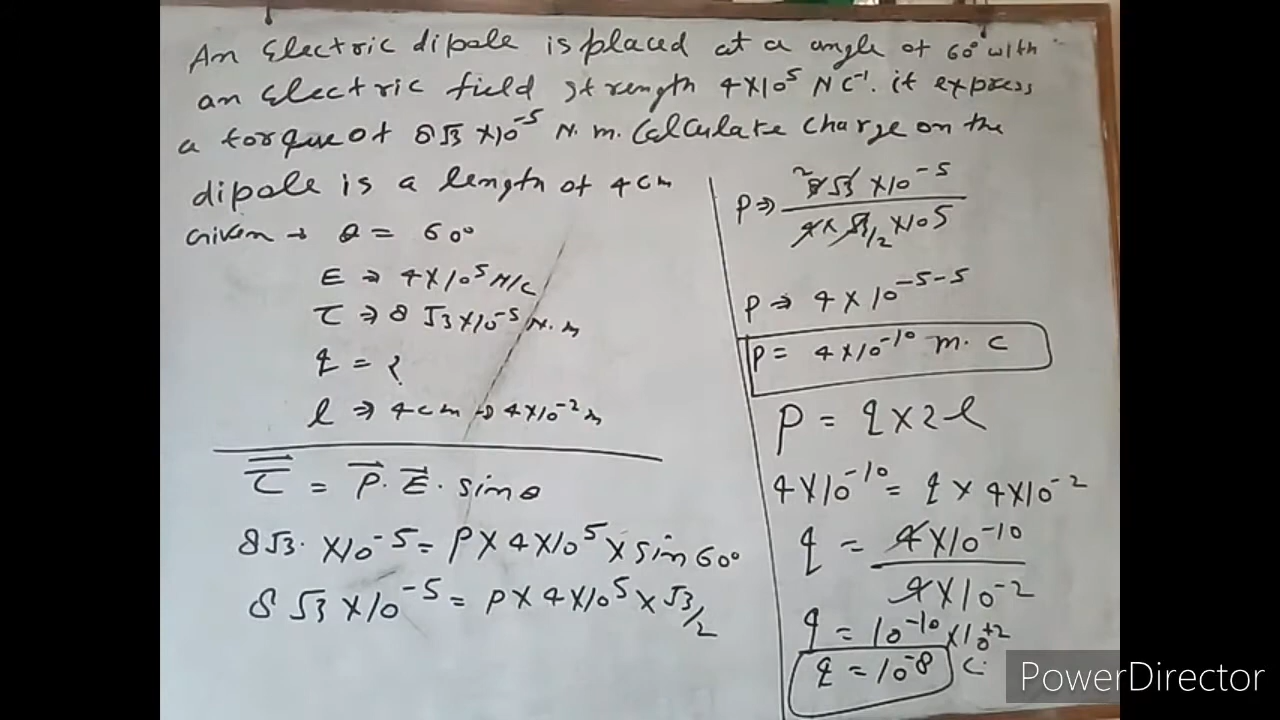 An Electric dipole is placed at a angle of 60° with
an Electric field strength 4×10⁵ NC⁻¹. it express
a torque of 8√3 ×10⁻⁵ N.m. Calculate charge on the
dipole is a length of 4cm
Given → θ = 60°
E ⇒ 4×10⁵ N/C
τ ⇒ 8 √3×10⁻⁵ N.m
q = ?
l ⇒ 4cm → 4×10⁻² m
τ = P. E. sinθ
8√3. ×10⁻⁵ = P × 4×10⁵ × sin 60°
8 √3 ×10⁻⁵ = P × 4×10⁵ × √3/2
P ⇒ 8√3 ×10⁻⁵
4× √3/2 ×10 5
P ⇒ 4 × 10⁻⁵⁻⁵
P = 4×10⁻¹⁰ m. C
P = q × 2 l
4×10⁻¹⁰ = q × 4×10⁻²
q = 4×10⁻¹⁰
4×10⁻²
q = 10⁻¹⁰ ×10⁺²
q = 10⁻⁸ C.
PowerDirector